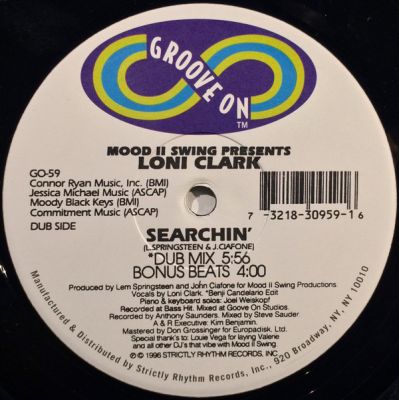 GROOVE ON
TM
MOOD II SWING PRESENTS
LONI CLARK
GO-59
Connor Ryan Music, Inc. (BMI)
Jessica Michael Music (ASCAP)
Moody Black Keys (BMI)
Commitment Music (ASCAP)
DUB SIDE
7 -3218-30959-1 6
SEARCHIN'
(L.SPRINGSTEEN & J.CIAFONE)
*DUB MIX 5:56
BONUS BEATS 4:00
Produced by Lem Springsteen and John Ciafone for Mood II Swing Productions.
Vocals by Loni Clark. *Benji Candelario Edit
Piano & keyboard solos: Joel Weiskopf
Recorded at Bass Hit. Mixed at Goove On Studios.
Recorded by Anthony Saunders. Mixed by Steve Sauder
A & R Executive: Kim Benjamin.
Mastered by Don Grossinger for Europadisk, Ltd.
Special thank's to: Louie Vega for laying Valene
and all other DJ's that vibe with Mood II Swing.
Ⓟ © 1996 STRICTLY RHYTHM RECORDS, INC
Manufactured & Distributed by Strictly Rhythm Records, Inc., 920 Broadway, NY, NY 10010